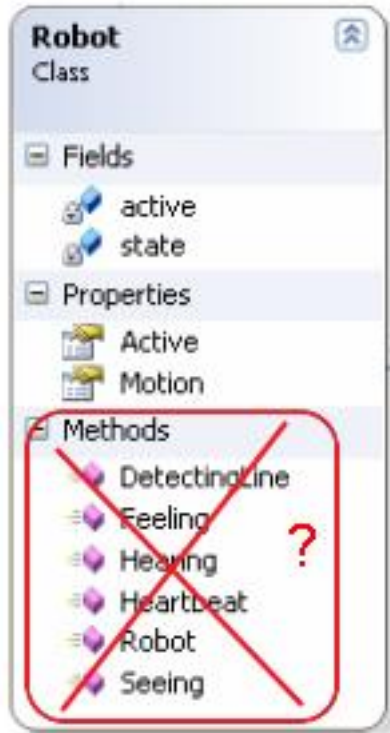 Robot
Class
Fields
active
state
Properties
Active
Motion
Methods
DetectingLine
Feeling
Hearing
Heartbeat
Robot
Seeing
?